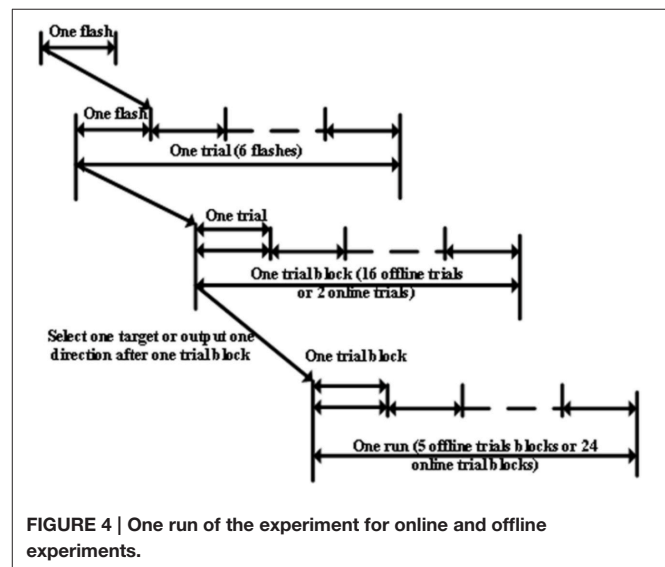 One flash
One flash
One trial (6 flashes)
One trial
One trial block (16 offline trials
or 2 online trials)
Select one target or output one
direction after one trial block
One trial block
One run (5 offline trials blocks or 24
online trial blocks)
FIGURE 4 | One run of the experiment for online and offline
experiments.